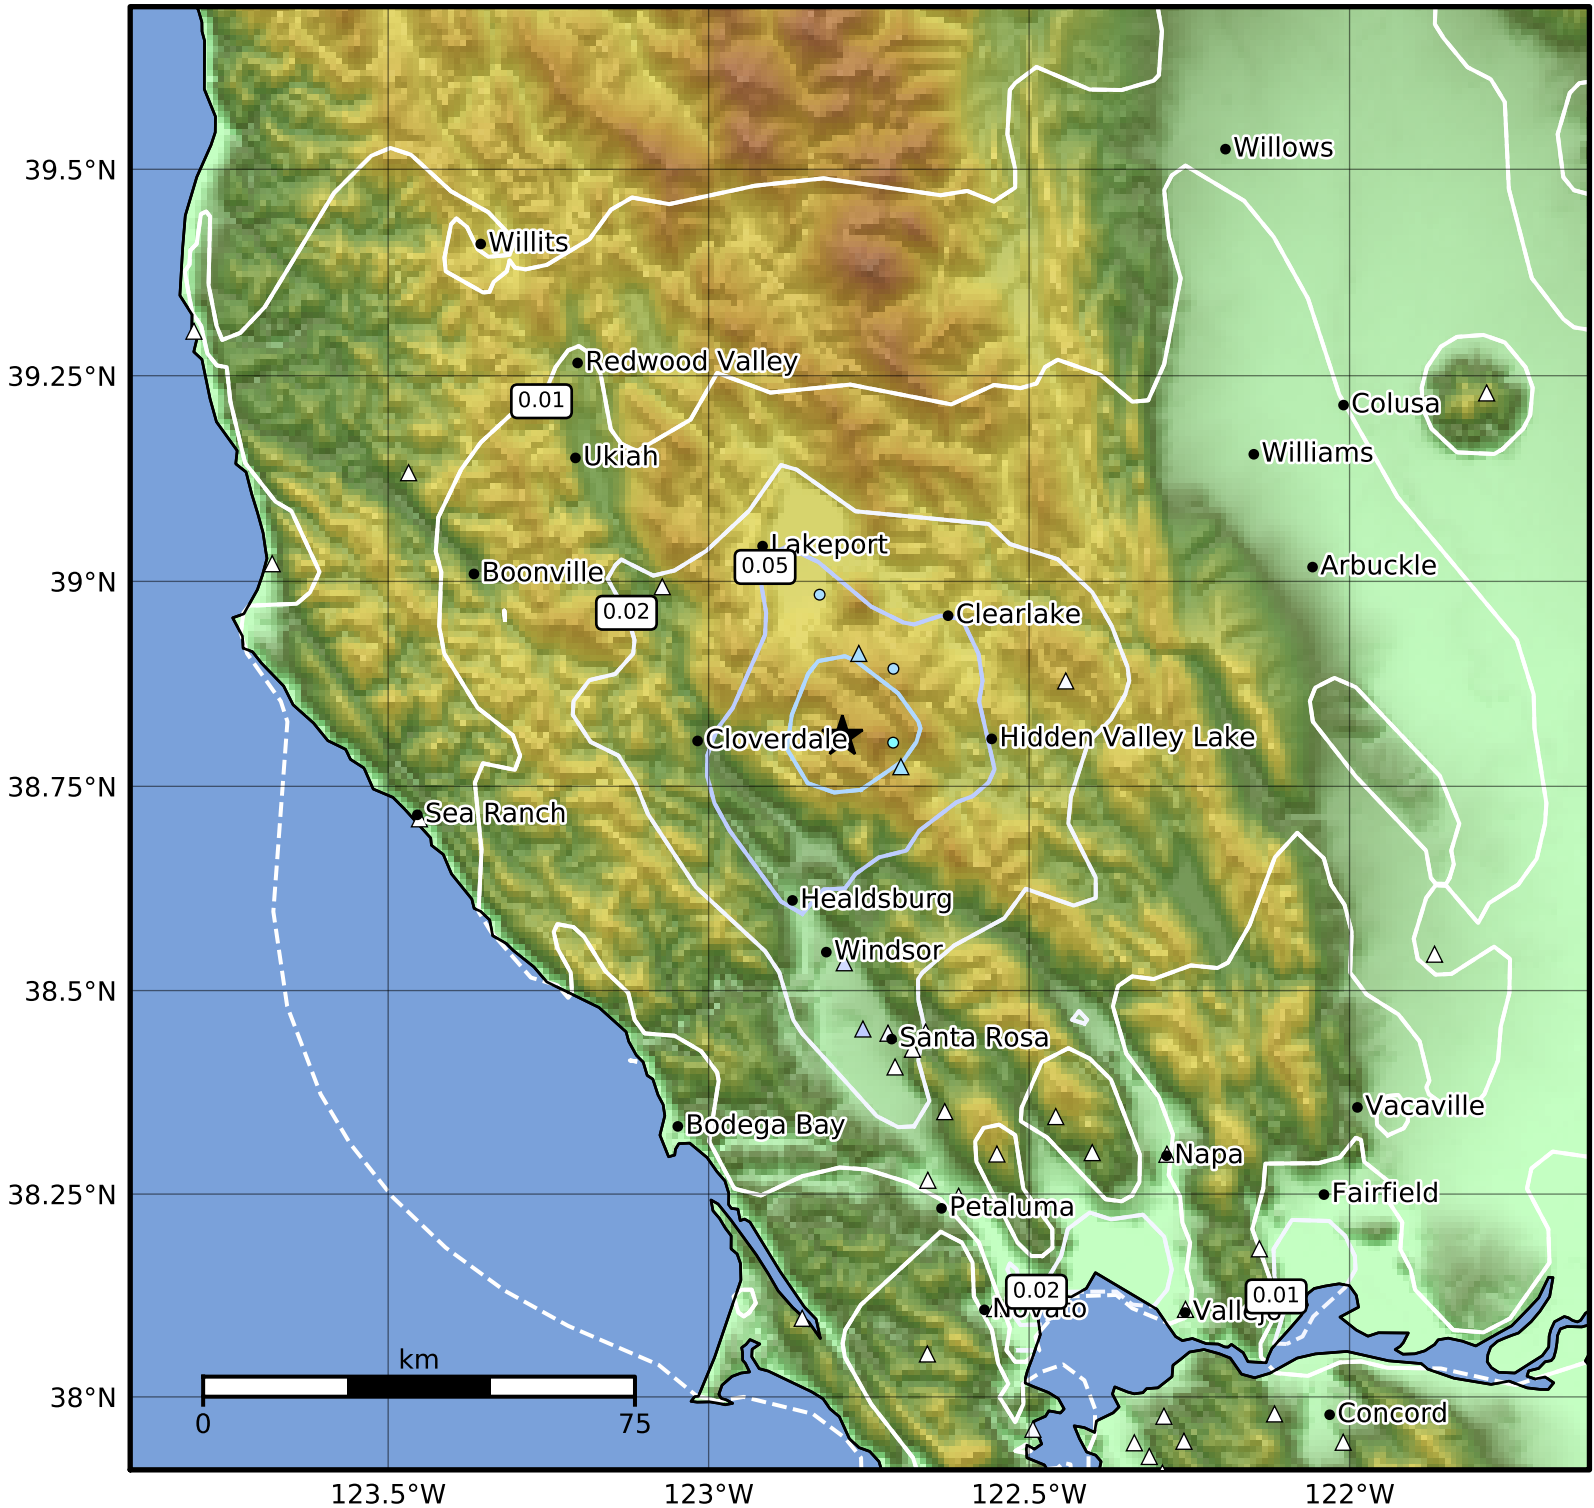 39.5°N
Willows
Willits
Redwood Valley
39.25°N
0.01
Colusa
Ukiah
Williams
Lakeport
0.05
39°N
Boonville
Arbuckle
0.02
Clearlake
Cloverdale
Hidden Valley Lake
38.75°N
Sea Ranch
Healdsburg
Windsor
38.5°N
Santa Rosa
Vacaville
Bodega Bay
Napa
38.25°N
Fairfield
Petaluma
0.02
0.01
Novato
Vallejo
km
38°N
0
75
Concord
123.5°W
123°W
122.5°W
122°W